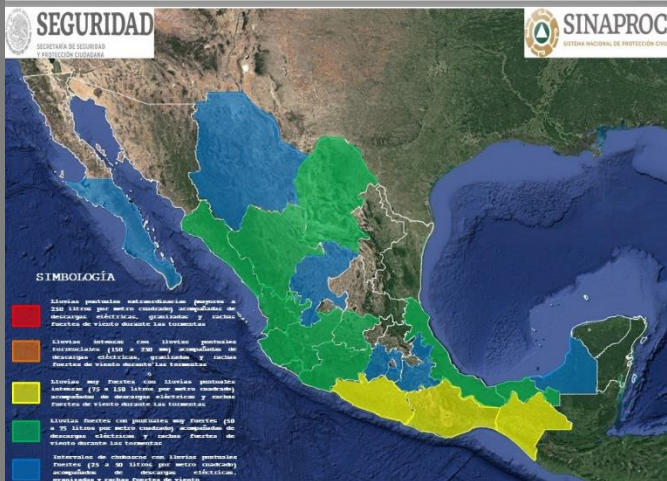 SEGURIDAD
SECRETARÍA DE SEGURIDAD
Y PROTECCIÓN CIUDADANA
SINAPROC
SISTEMA NACIONAL DE PROTECCIÓN CIVIL
SIMBOLOGÍA
Lluvias puntuales extraordinarias (mayores a
250 litros por metro cuadrado) acompañadas de
descargas eléctricas, granizadas y rachas
fuertes de viento durante las tormentas
Lluvias intensas con lluvias puntuales
torrenciales (150 a 250 mm) acompañadas de
descargas eléctricas, granizadas y rachas
fuertes de viento durante las tormentas
Lluvias muy fuertes con lluvias puntuales
intensas (75 a 150 litros por metro cuadrado)
acompañadas de descargas eléctricas y rachas
fuertes de viento durante las tormentas
Lluvias fuertes con puntuales muy fuertes (50
a 75 litros por metro cuadrado) acompañadas de
descargas eléctricas y rachas fuertes de
viento durante las tormentas
Intervalos de chubascos con lluvias puntuales
fuertes (25 a 50 litros por metro cuadrado)
acompañadas de descargas eléctricas,
granizadas y rachas fuertes de viento